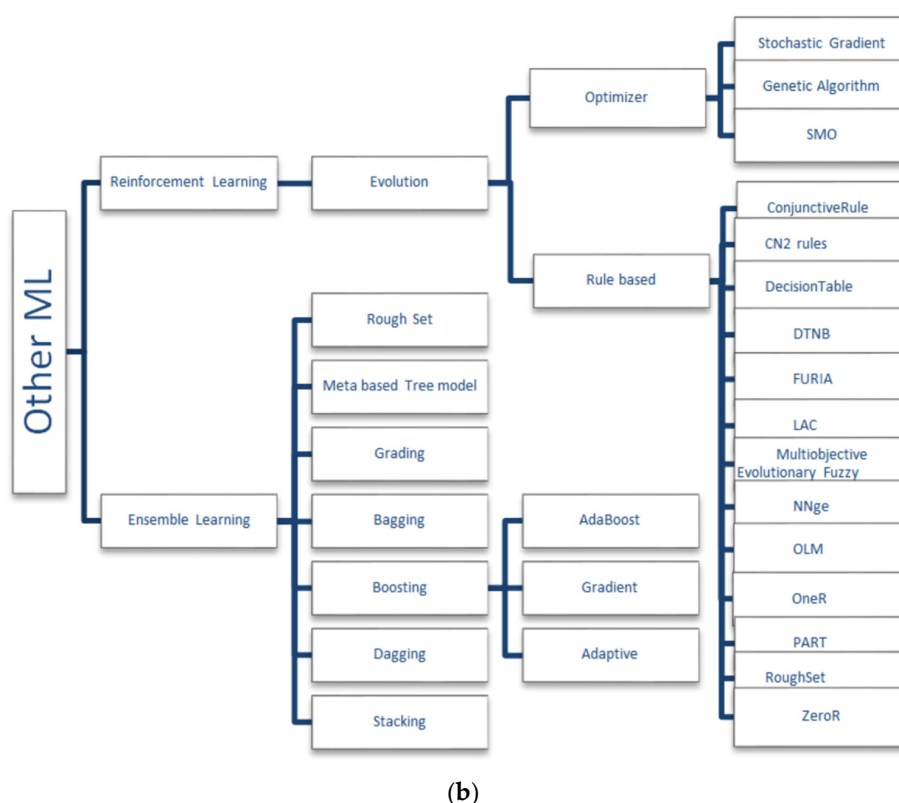 Other ML
Reinforcement Learning
Evolution
Optimizer
Stochastic Gradient
Genetic Algorithm
SMO
Rule based
ConjunctiveRule
CN2 rules
DecisionTable
DTNB
FURIA
LAC
Multiobjective
Evolutionary Fuzzy
NNge
OLM
OneR
PART
RoughSet
ZeroR
Ensemble Learning
Rough Set
Meta based Tree model
Grading
Bagging
Boosting
AdaBoost
Gradient
Adaptive
Dagging
Stacking
(b)